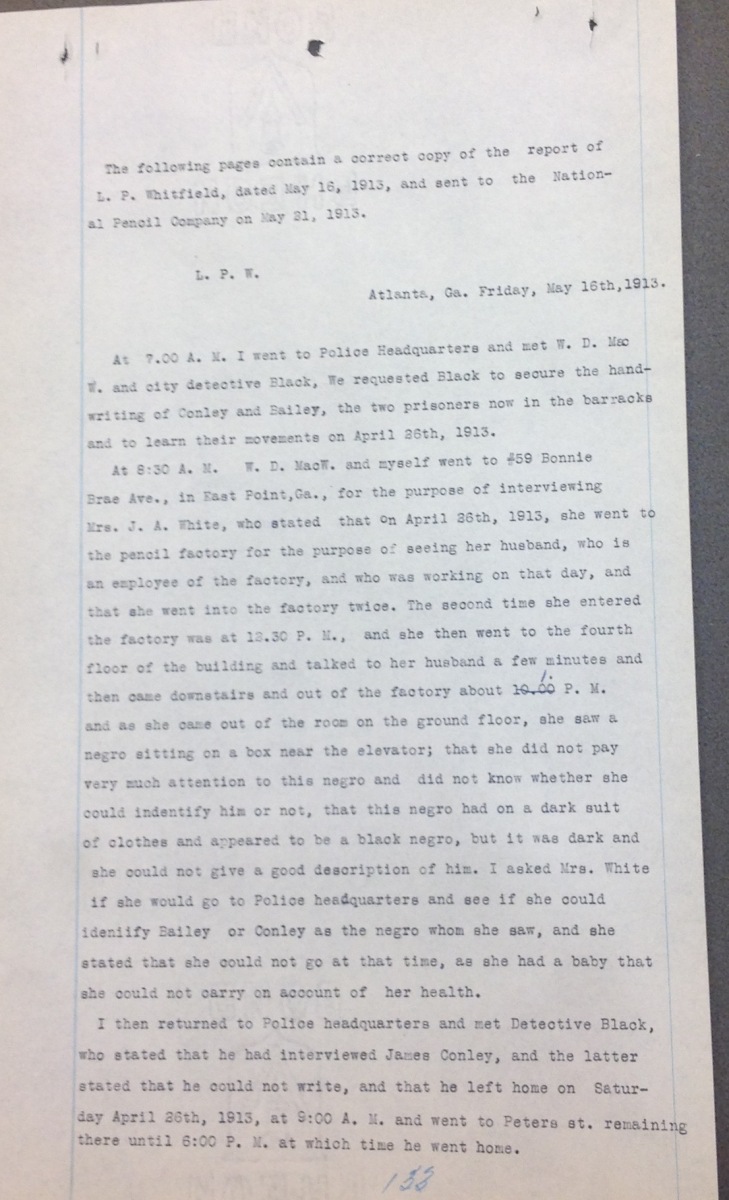 The following pages contain a correct copy of the report of
L. P. Whitfield, dated May 16, 1913, and sent to the Nation-
al Pencil Company on May 21, 1913.
L. P. W.
Atlanta, Ga. Friday, May 16th,1913.
At 7.00 A. M. I went to Police Headquarters and met W. D. Mac
W. and city detective Black, We requested Black to secure the hand-
writing of Conley and Bailey, the two prisoners now in the barracks
and to learn their movements on April 26th, 1913.
At 8:30 A. M. W. D. MacW. and myself went to #59 Bonnie
Brae Ave., in East Point,Ga., for the purpose of interviewing
Mrs. J. A. White, who stated that on April 26th, 1913, she went to
the pencil factory for the purpose of seeing her husband, who is
an employee of the factory, and who was working on that day, and
that she went into the factory twice. The second time she entered
the factory was at 12.30 P. M., and she then went to the fourth
floor of the building and talked to her husband a few minutes and
then came downstairs and out of the factory about 10.00 1. P. M.
and as she came out of the room on the ground floor, she saw a
negro sitting on a box near the elevator; that she did not pay
very much attention to this negro and did not know whether she
could indentify him or not, that this negro had on a dark suit
of clothes and appeared to be a black negro, but it was dark and
she could not give a good description of him. I asked Mrs. White
if she would go to Police headquarters and see if she could
ideniify Bailey or Conley as the negro whom she saw, and she
stated that she could not go at that time, as she had a baby that
she could not carry on account of her health.
I then returned to Police headquarters and met Detective Black,
who stated that he had interviewed James Conley, and the latter
stated that he could not write, and that he left home on Satur-
day April 26th, 1913, at 9:00 A. M. and went to Peters st. remaining
there until 6:00 P. M. at which time he went home.
133